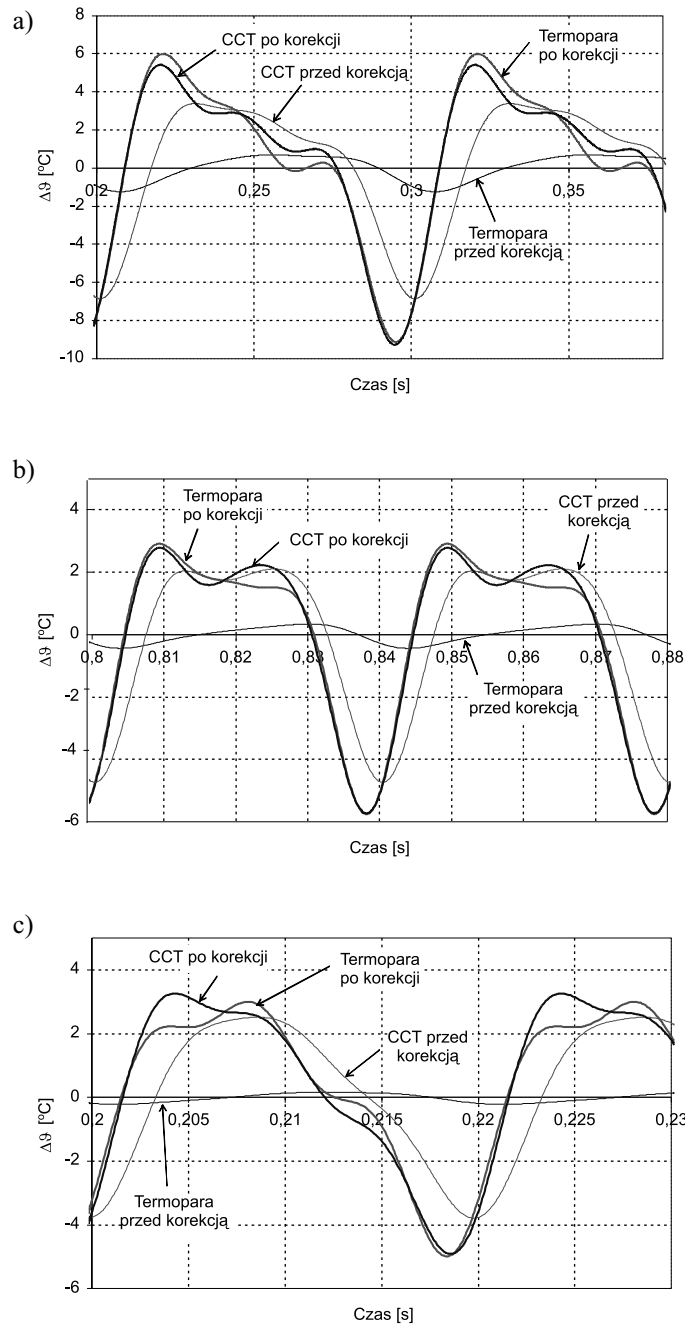 a)
8
6
4
2
0
-2
-4
-6
-8
-10
Δϑ [ºC]
CCT po korekcji
CCT przed korekcją
Termopara
po korekcji
Termopara
przed korekcją
0,2
0,25
0,3
0,35
Czas [s]
b)
4
2
0
-2
-4
-6
Δϑ [ºC]
Termopara
po korekcji
CCT po korekcji
CCT przed
korekcją
Termopara
przed korekcją
0,8
0,81
0,82
0,83
0,84
0,85
0,86
0,87
0,88
Czas [s]
c)
4
2
0
-2
-4
-6
Δϑ [ºC]
CCT po korekcji
Termopara
po korekcji
CCT przed
korekcją
Termopara
przed korekcją
0,2
0,205
0,21
0,215
0,22
0,225
0,23
Czas [s]